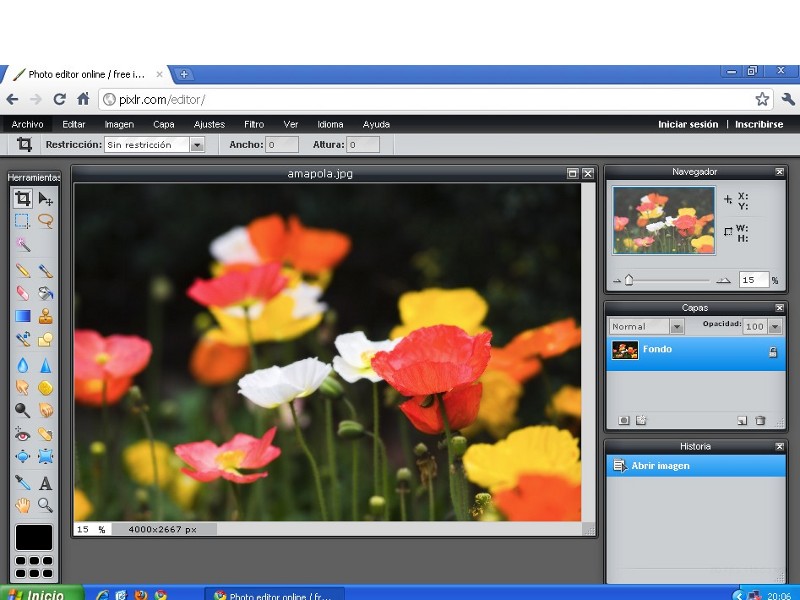 Photo editor online / free i...
pixlr.com/editor/
Archivo Editar Imagen Capa Ajustes Filtro Ver Idioma Ayuda Iniciar sesión | Inscribirse
Restricción: Sin restricción Ancho: 0 Altura: 0
Herramientas
amapola.jpg
Navegador
X:
Y:
W:
H:
15 %
Capas
Normal Opacidad: 100
Fondo
Historia
Abrir imagen
A
15 % 4000x2667 px
Inicio Photo editor online / fr... 20:06